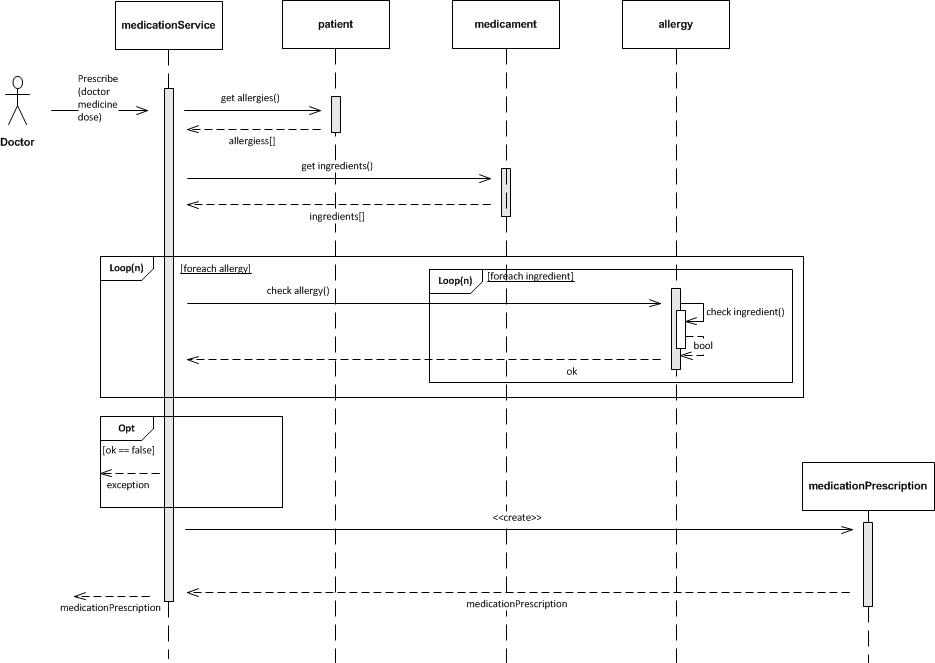 medicationService
patient
medicament
allergy
Prescribe
(doctor
medicine
dose)
Doctor
get allergies()
allergiess[]
get ingredients()
ingredients[]
Loop(n)
[foreach allergy]
Loop(n)
[foreach ingredient]
check allergy()
check ingredient()
bool
ok
Opt
[ok == false]
exception
medicationPrescription
<<create>>
medicationPrescription
medicationPrescription